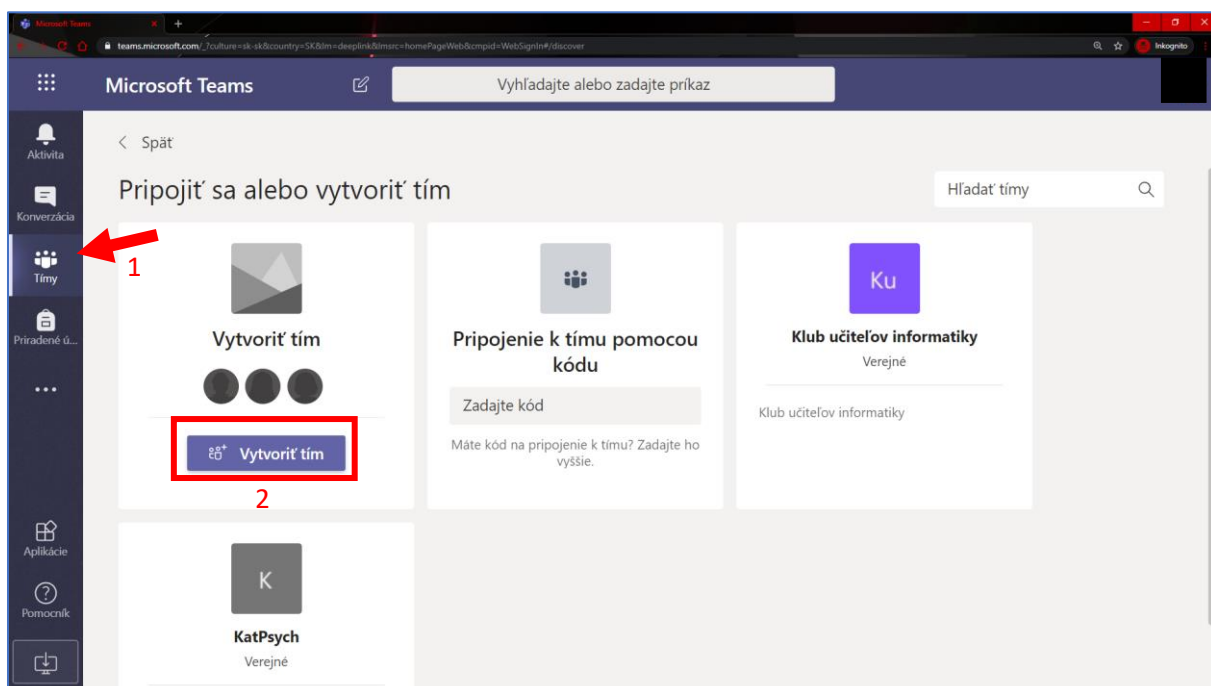 Microsoft Teams
teams.microsoft.com/_?culture=sk-sk&country=SK&lm=deeplink&lmsrc=homePageWeb&cmpid=WebSignIn#/discover
Inkognito
Microsoft Teams
Vyhľadajte alebo zadajte príkaz
Aktivita
Konverzácia
Tímy
Priradené ú...
Aplikácie
Pomocník
Späť
Pripojiť sa alebo vytvoriť tím
Hľadať tímy
1
Vytvoriť tím
Vytvoriť tím
2
Pripojenie k tímu pomocou
kódu
Zadajte kód
Máte kód na pripojenie k tímu? Zadajte ho
vyššie.
Ku
Klub učiteľov informatiky
Verejné
Klub učiteľov informatiky
K
KatPsych
Verejné